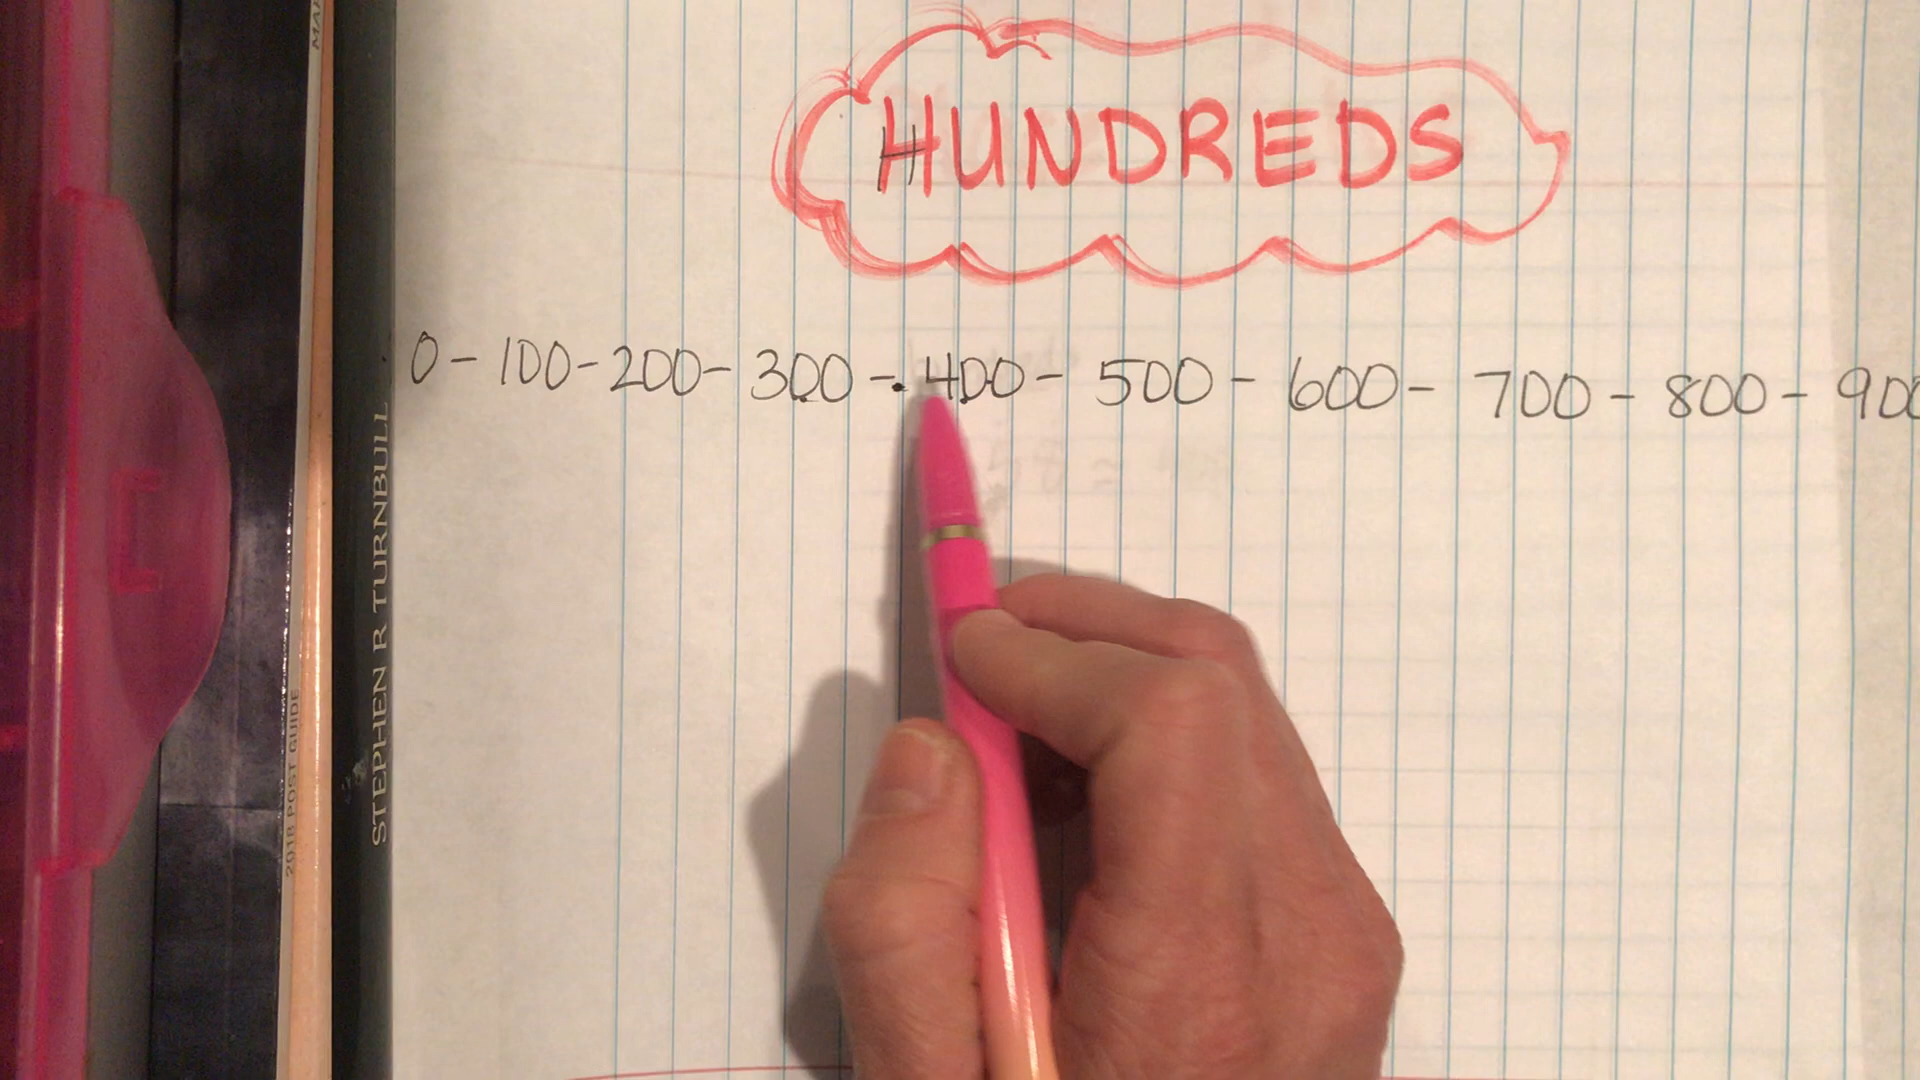 HUNDREDS
0 - 100 - 200 - 300 - 400 - 500 - 600 - 700 - 800 - 900
STEPHEN R TURNBULL
2018 POST GUIDE